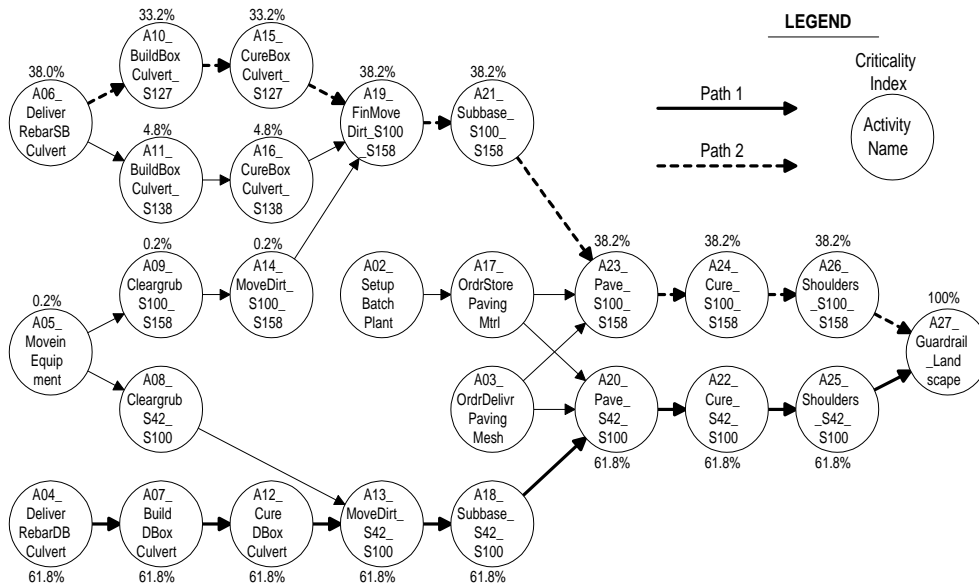 LEGEND
Criticality
Index
Activity
Name
Path 1
Path 2
38.0%
A06_
Deliver
RebarSB
Culvert
33.2%
A10_
BuildBox
Culvert_
S127
33.2%
A15_
CureBox
Culvert_
S127
4.8%
A11_
BuildBox
Culvert_
S138
4.8%
A16_
CureBox
Culvert_
S138
38.2%
A19_
FinMove
Dirt_S100
_S158
38.2%
A21_
Subbase_
S100_
S158
0.2%
A05_
Movein
Equip
ment
0.2%
A09_
Cleargrub
S100_
S158
0.2%
A14_
MoveDirt_
S100_
S158
A08_
Cleargrub
S42_
S100
A02_
Setup
Batch
Plant
A17_
OrdrStore
Paving
Mtrl
A03_
OrdrDelivr
Paving
Mesh
38.2%
A23_
Pave_
S100_
S158
38.2%
A24_
Cure_
S100_
S158
38.2%
A26_
Shoulders
_S100_
S158
100%
A27_
Guardrail
_Land
scape
A20_
Pave_
S42_
S100
61.8%
A22_
Cure_
S42_
S100
61.8%
A25_
Shoulders
_S42_
S100
61.8%
A04_
Deliver
RebarDB
Culvert
61.8%
A07_
Build
DBox
Culvert
61.8%
A12_
Cure
DBox
Culvert
61.8%
A13_
MoveDirt_
S42_
S100
61.8%
A18_
Subbase_
S42_
S100
61.8%